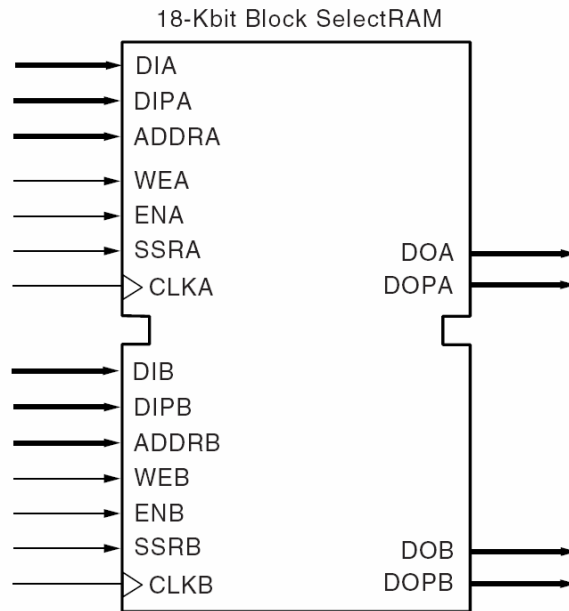 18-Kbit Block SelectRAM
DIA
DIPA
ADDRA
WEA
ENA
SSRA
CLKA
DOA
DOPA
DIB
DIPB
ADDRB
WEB
ENB
SSRB
CLKB
DOB
DOPB